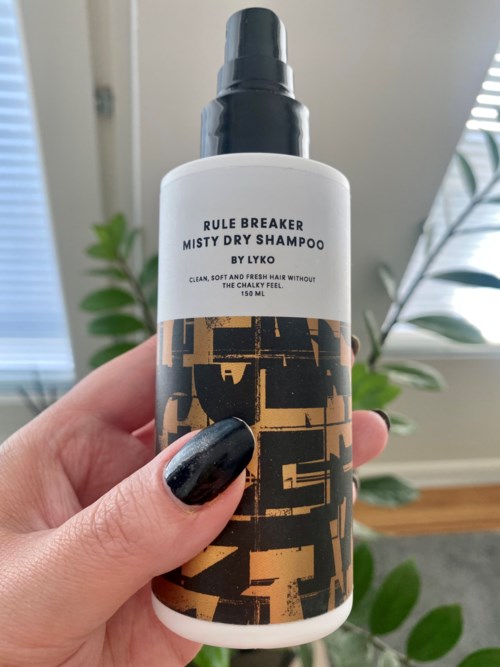 RULE BREAKER
MISTY DRY SHAMPOO
BY LYKO
CLEAN, SOFT AND FRESH HAIR WITHOUT
THE CHALKY FEEL.
150 ML